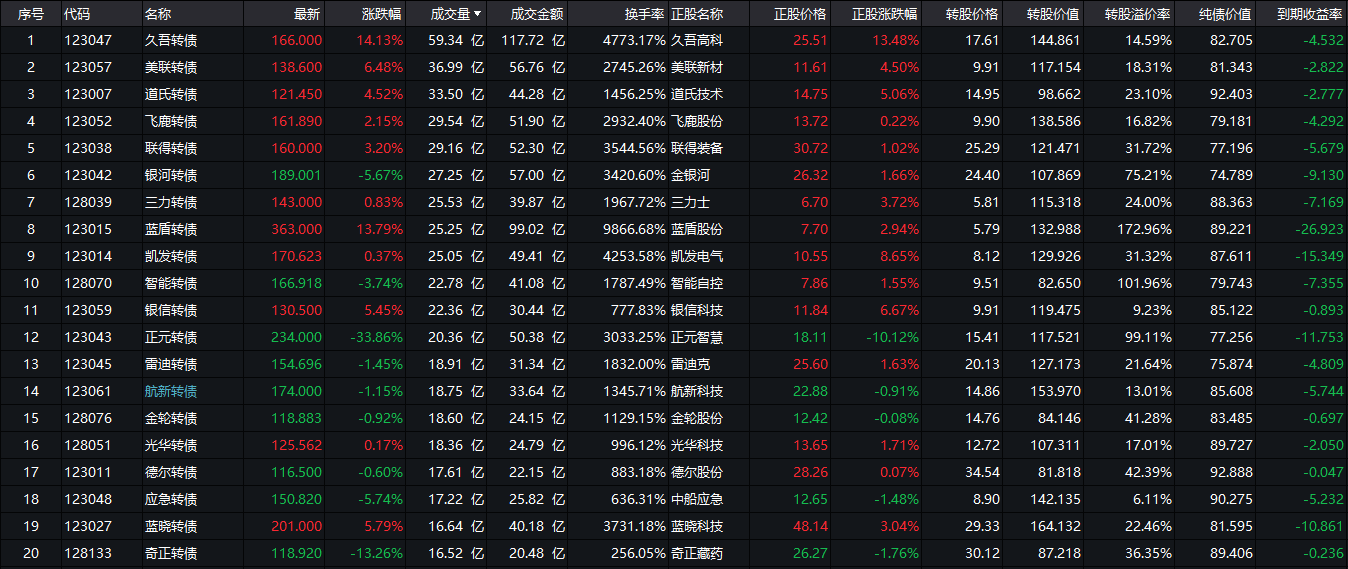 序号 代码 名称 最新 涨跌幅 成交量 成交金额 换手率 正股名称 正股价格 正股涨跌幅 转股价格 转股价值 转股溢价率 纯债价值 到期收益率
1 123047 久吾转债 166.000 14.13% 59.34 亿 117.72 亿 4773.17% 久吾高科 25.51 13.48% 17.61 144.861 14.59% 82.705 -4.532
2 123057 美联转债 138.600 6.48% 36.99 亿 56.76 亿 2745.26% 美联新材 11.61 4.50% 9.91 117.154 18.31% 81.343 -2.822
3 123007 道氏转债 121.450 4.52% 33.50 亿 44.28 亿 1456.25% 道氏技术 14.75 5.06% 14.95 98.662 23.10% 92.403 -2.777
4 123052 飞鹿转债 161.890 2.15% 29.54 亿 51.90 亿 2932.40% 飞鹿股份 13.72 0.22% 9.90 138.586 16.82% 79.181 -4.292
5 123038 联得转债 160.000 3.20% 29.16 亿 52.30 亿 3544.56% 联得装备 30.72 1.02% 25.29 121.471 31.72% 77.196 -5.679
6 123042 银河转债 189.001 -5.67% 27.25 亿 57.00 亿 3420.60% 金银河 26.32 1.66% 24.40 107.869 75.21% 74.789 -9.130
7 128039 三力转债 143.000 0.83% 25.53 亿 39.87 亿 1967.72% 三力士 6.70 3.72% 5.81 115.318 24.00% 88.363 -7.169
8 123015 蓝盾转债 363.000 13.79% 25.25 亿 99.02 亿 9866.68% 蓝盾股份 7.70 2.94% 5.79 132.988 172.96% 89.221 -26.923
9 123014 凯发转债 170.623 0.37% 25.05 亿 49.41 亿 4253.58% 凯发电气 10.55 8.65% 8.12 129.926 31.32% 87.611 -15.349
10 128070 智能转债 166.918 -3.74% 22.78 亿 41.08 亿 1787.49% 智能自控 7.86 1.55% 9.51 82.650 101.96% 79.743 -7.355
11 123059 银信转债 130.500 5.45% 22.36 亿 30.44 亿 777.83% 银信科技 11.84 6.67% 9.91 119.475 9.23% 85.122 -0.893
12 123043 正元转债 234.000 -33.86% 20.36 亿 50.38 亿 3033.25% 正元智慧 18.11 -10.12% 15.41 117.521 99.11% 77.256 -11.753
13 123045 雷迪转债 154.696 -1.45% 18.91 亿 31.34 亿 1832.00% 雷迪克 25.60 1.63% 20.13 127.173 21.64% 75.874 -4.809
14 123061 航新转债 174.000 -1.15% 18.75 亿 33.64 亿 1345.71% 航新科技 22.88 -0.91% 14.86 153.970 13.01% 85.608 -5.744
15 128076 金轮转债 118.883 -0.92% 18.60 亿 24.15 亿 1129.15% 金轮股份 12.42 -0.08% 14.76 84.146 41.28% 83.485 -0.697
16 128051 光华转债 125.562 0.17% 18.36 亿 24.79 亿 996.12% 光华科技 13.65 1.71% 12.72 107.311 17.01% 89.727 -2.050
17 123011 德尔转债 116.500 -0.60% 17.61 亿 22.15 亿 883.18% 德尔股份 28.26 0.07% 34.54 81.818 42.39% 92.888 -0.047
18 123048 应急转债 150.820 -5.74% 17.22 亿 25.82 亿 636.31% 中船应急 12.65 -1.48% 8.90 142.135 6.11% 90.275 -5.232
19 123027 蓝晓转债 201.000 5.79% 16.64 亿 40.18 亿 3731.18% 蓝晓科技 48.14 3.04% 29.33 164.132 22.46% 81.595 -10.861
20 128133 奇正转债 118.920 -13.26% 16.52 亿 20.48 亿 256.05% 奇正藏药 26.27 -1.76% 30.12 87.218 36.35% 89.406 -0.236